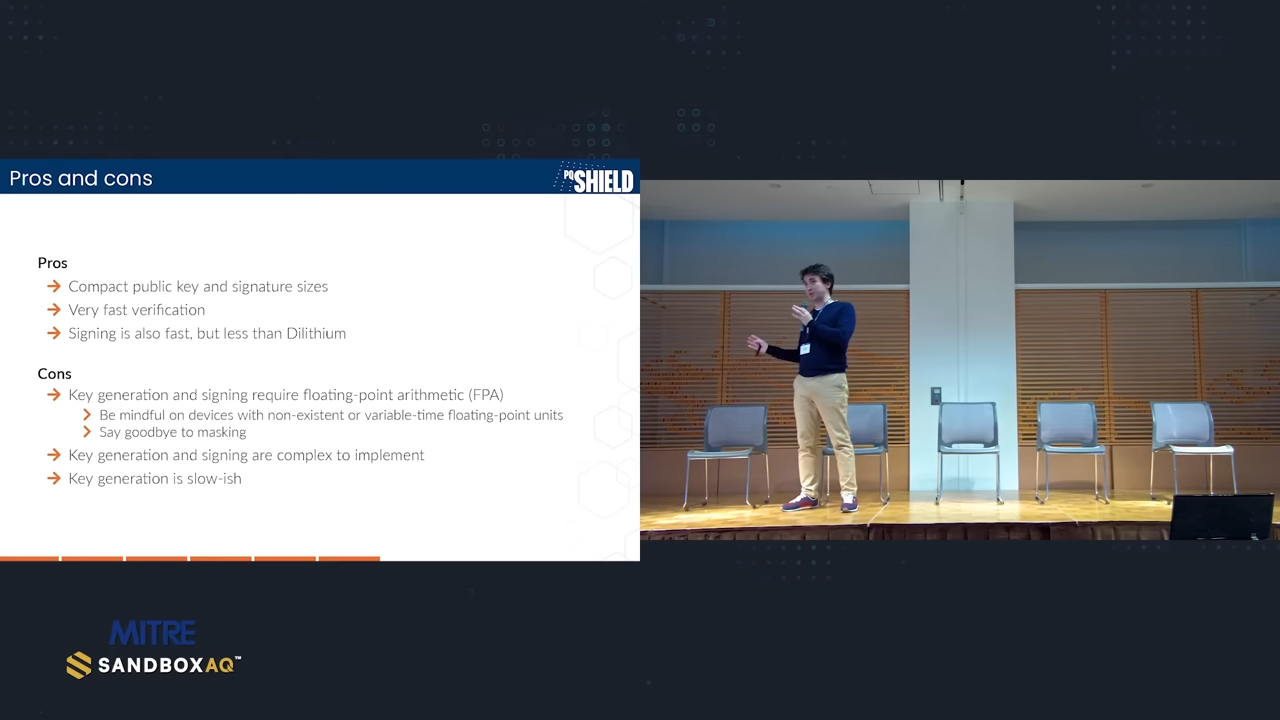 Pros and cons
PQ SHIELD
Pros
Compact public key and signature sizes
Very fast verification
Signing is also fast, but less than Dilithium
Cons
Key generation and signing require floating-point arithmetic (FPA)
Be mindful on devices with non-existent or variable-time floating-point units
Say goodbye to masking
Key generation and signing are complex to implement
Key generation is slow-ish
MITRE
SANDBOXAQ™